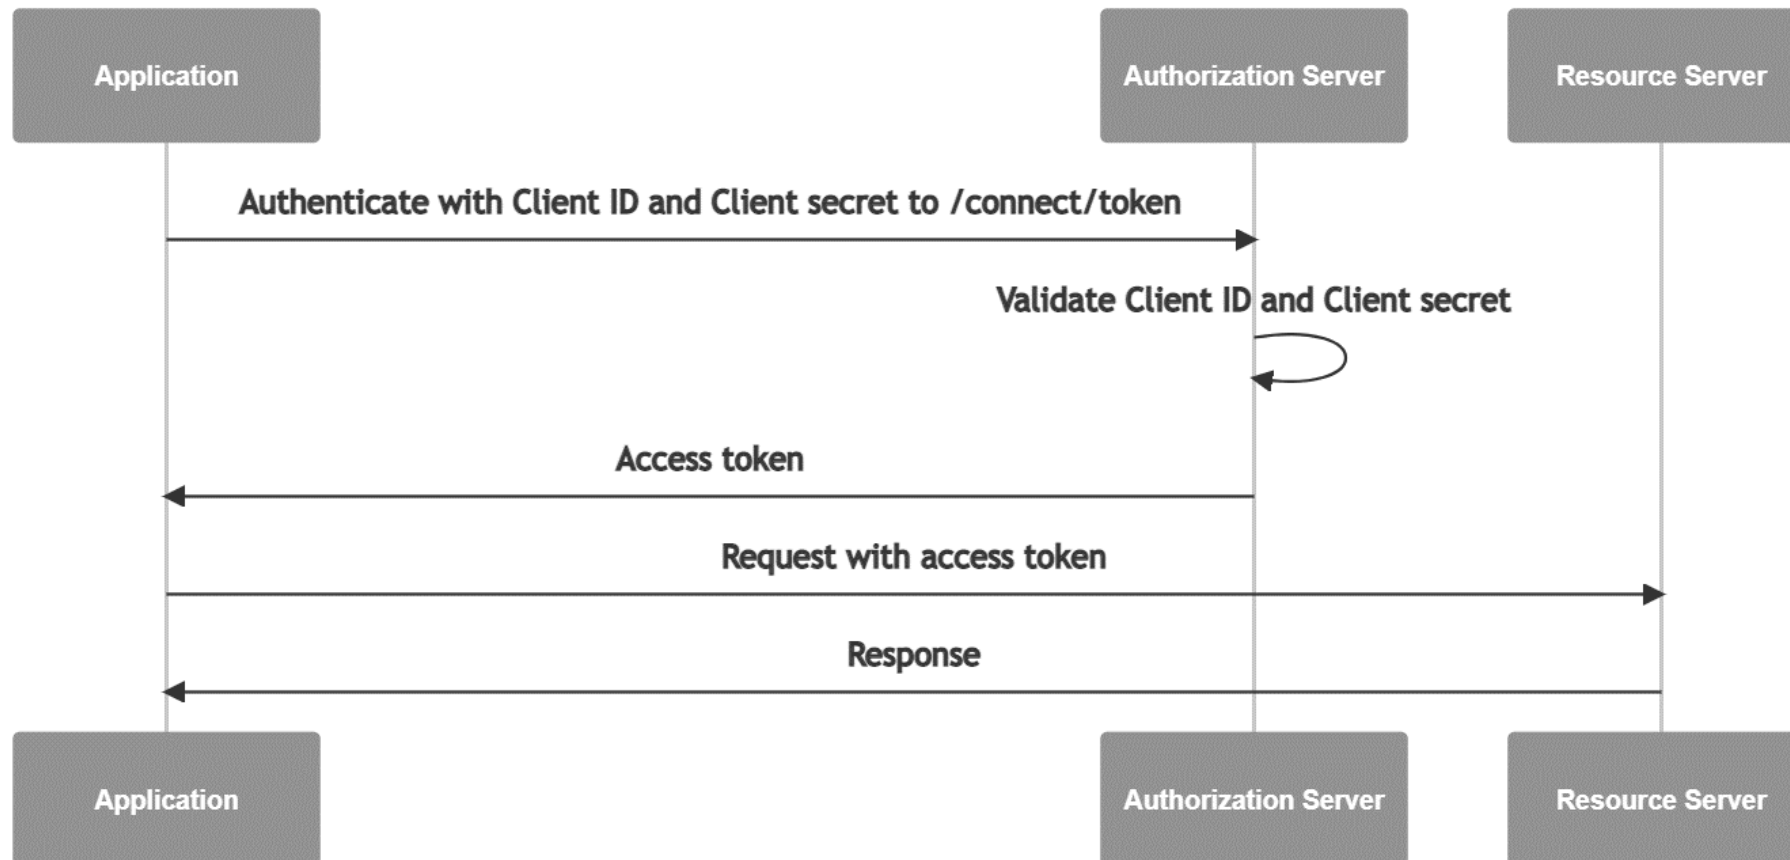 Application
Authorization Server
Resource Server
Authenticate with Client ID and Client secret to /connect/token
Validate Client ID and Client secret
Access token
Request with access token
Response
Application
Authorization Server
Resource Server